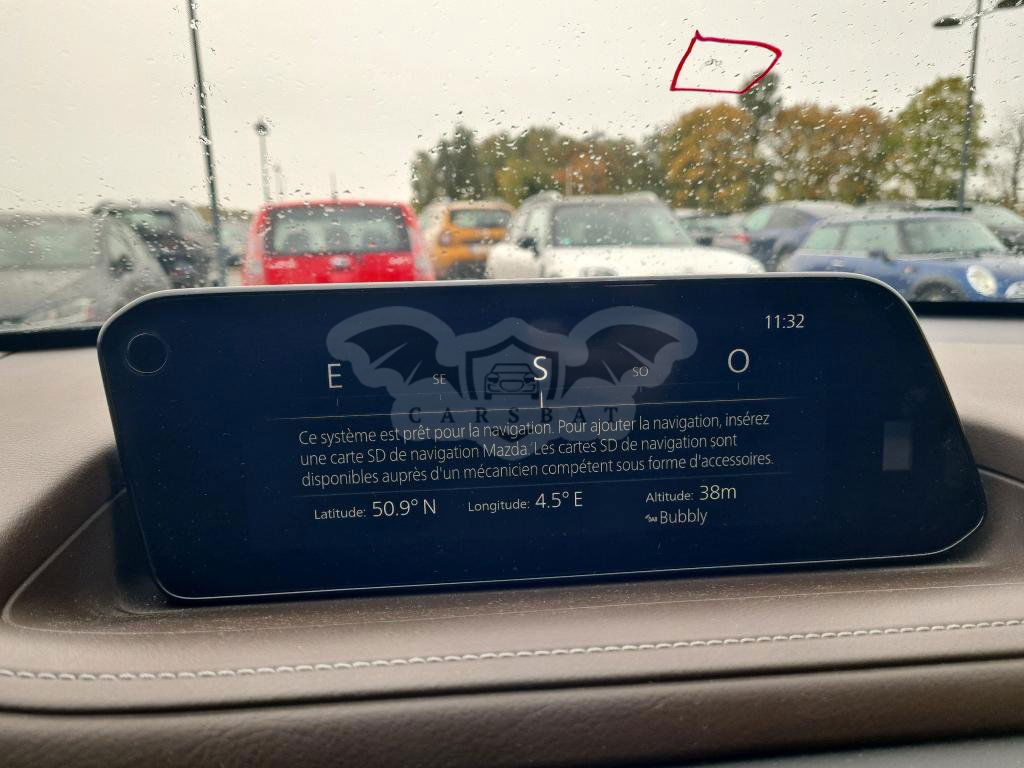 11:32
E SE S SO O
CARSBAT
Ce système est prêt pour la navigation. Pour ajouter la navigation, insérez
une carte SD de navigation Mazda. Les cartes SD de navigation sont
disponibles auprès d'un mécanicien compétent sous forme d'accessoires.
Latitude: 50.9° N Longitude: 4.5° E Altitude: 38m
DAB Bubbly